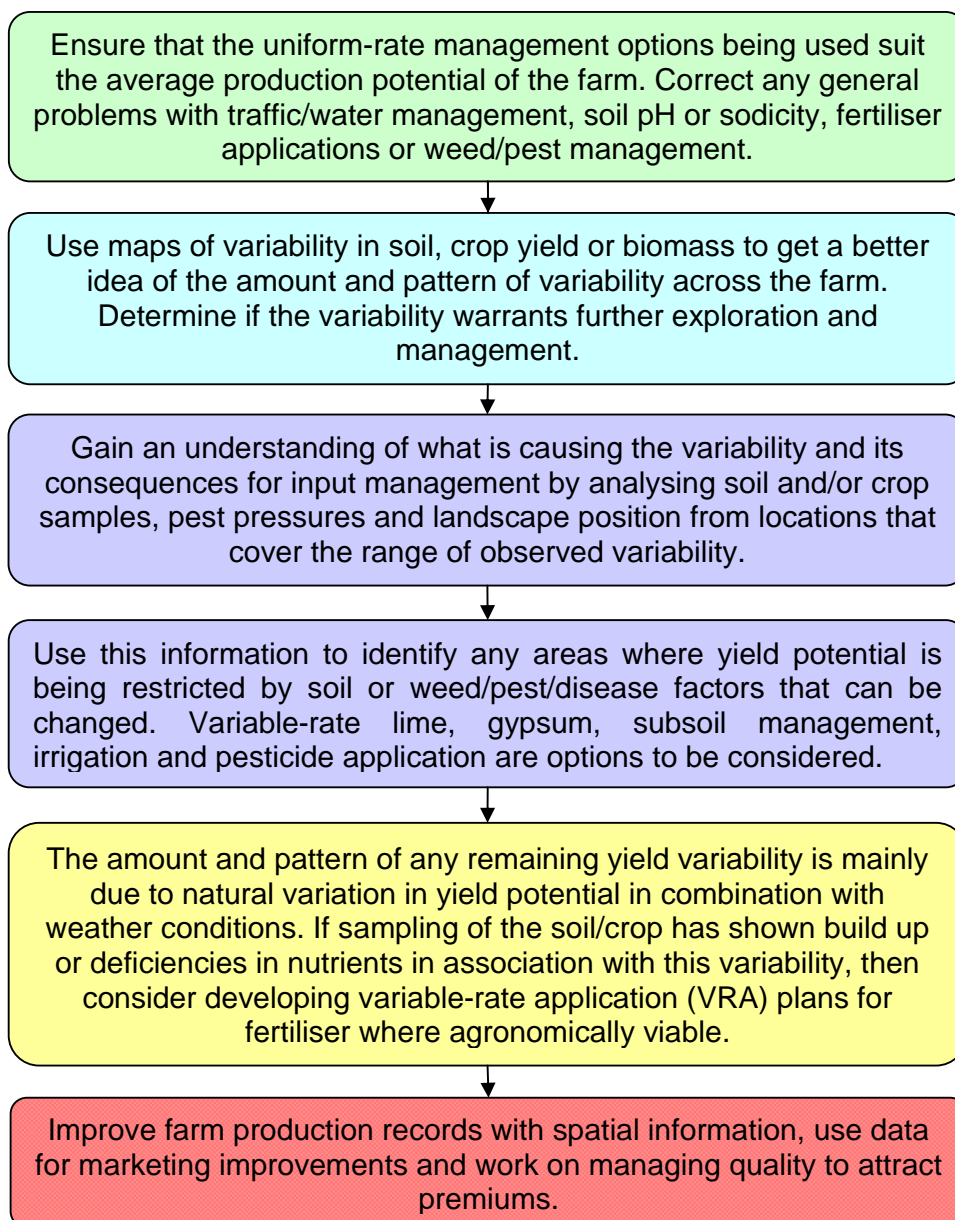 Ensure that the uniform-rate management options being used suit
the average production potential of the farm. Correct any general
problems with traffic/water management, soil pH or sodicity, fertiliser
applications or weed/pest management.
Use maps of variability in soil, crop yield or biomass to get a better
idea of the amount and pattern of variability across the farm.
Determine if the variability warrants further exploration and
management.
Gain an understanding of what is causing the variability and its
consequences for input management by analysing soil and/or crop
samples, pest pressures and landscape position from locations that
cover the range of observed variability.
Use this information to identify any areas where yield potential is
being restricted by soil or weed/pest/disease factors that can be
changed. Variable-rate lime, gypsum, subsoil management,
irrigation and pesticide application are options to be considered.
The amount and pattern of any remaining yield variability is mainly
due to natural variation in yield potential in combination with
weather conditions. If sampling of the soil/crop has shown build up
or deficiencies in nutrients in association with this variability, then
consider developing variable-rate application (VRA) plans for
fertiliser where agronomically viable.
Improve farm production records with spatial information, use data
for marketing improvements and work on managing quality to attract
premiums.